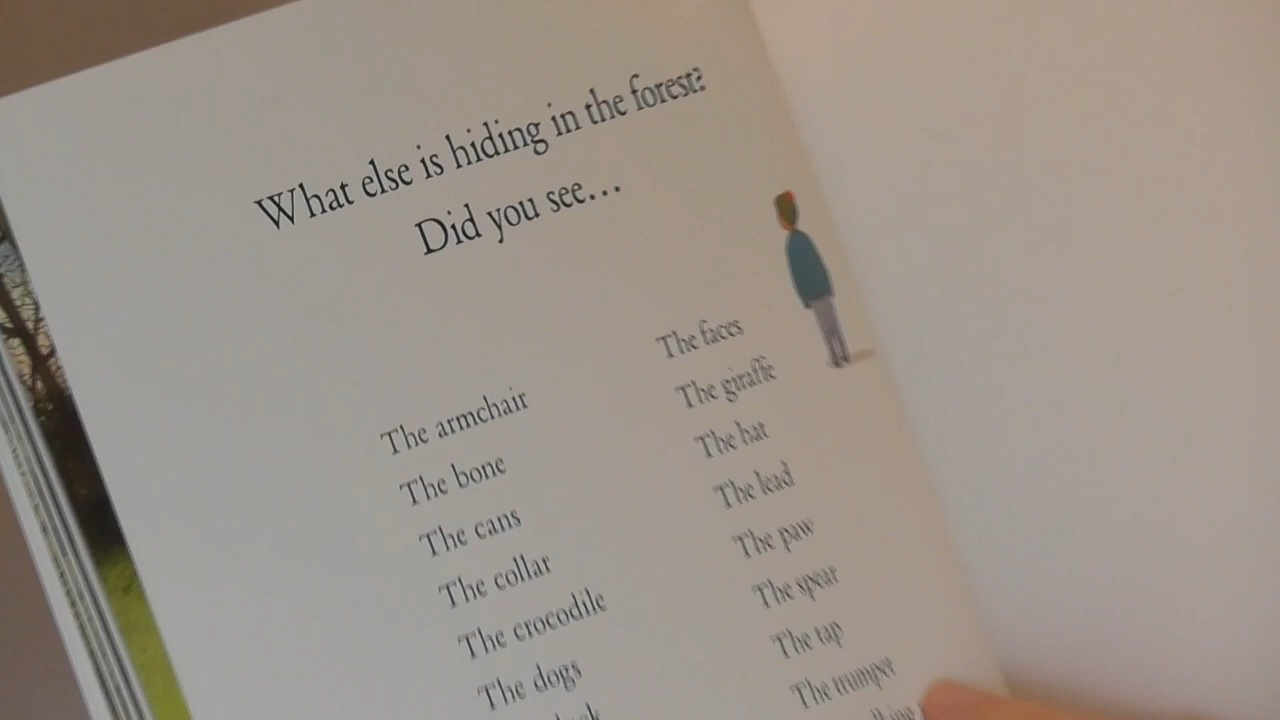 What else is hiding in the forest?
Did you see...
The armchair
The bone
The cans
The collar
The crocodile
The dogs
The faces
The giraffe
The hat
The lead
The paw
The spear
The tap
The trumpet